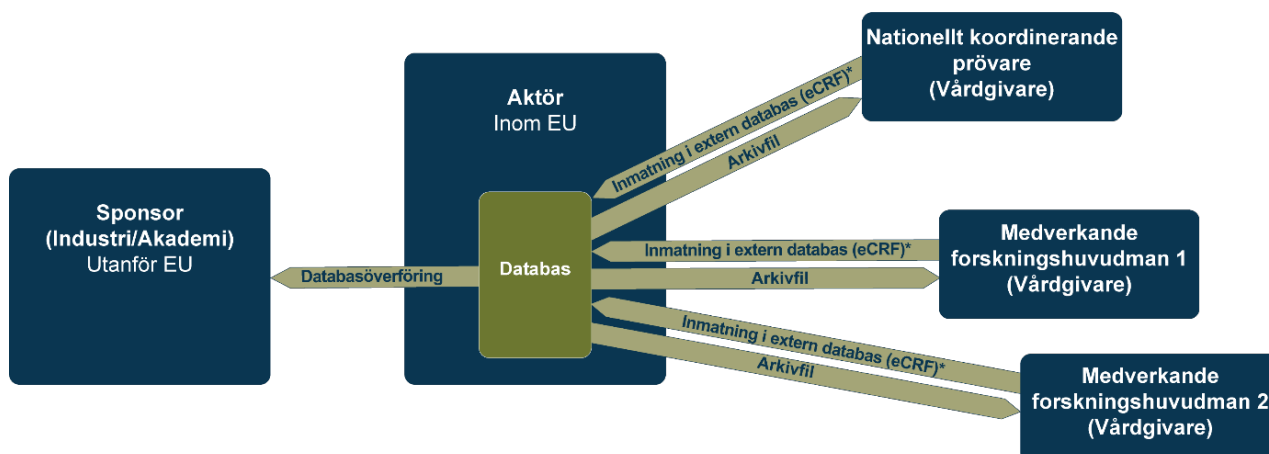 Sponsor
(Industri/Akademi)
Utanför EU
Databasöverföring
Aktör
Inom EU
Databas
Inmatning i extern databas (eCRF)*
Arkivfil
Nationellt koordinerande
prövare
(Vårdgivare)
Inmatning i extern databas (eCRF)*
Arkivfil
Medverkande
forskningshuvudman 1
(Vårdgivare)
Inmatning i extern databas (eCRF)*
Arkivfil
Medverkande
forskningshuvudman 2
(Vårdgivare)